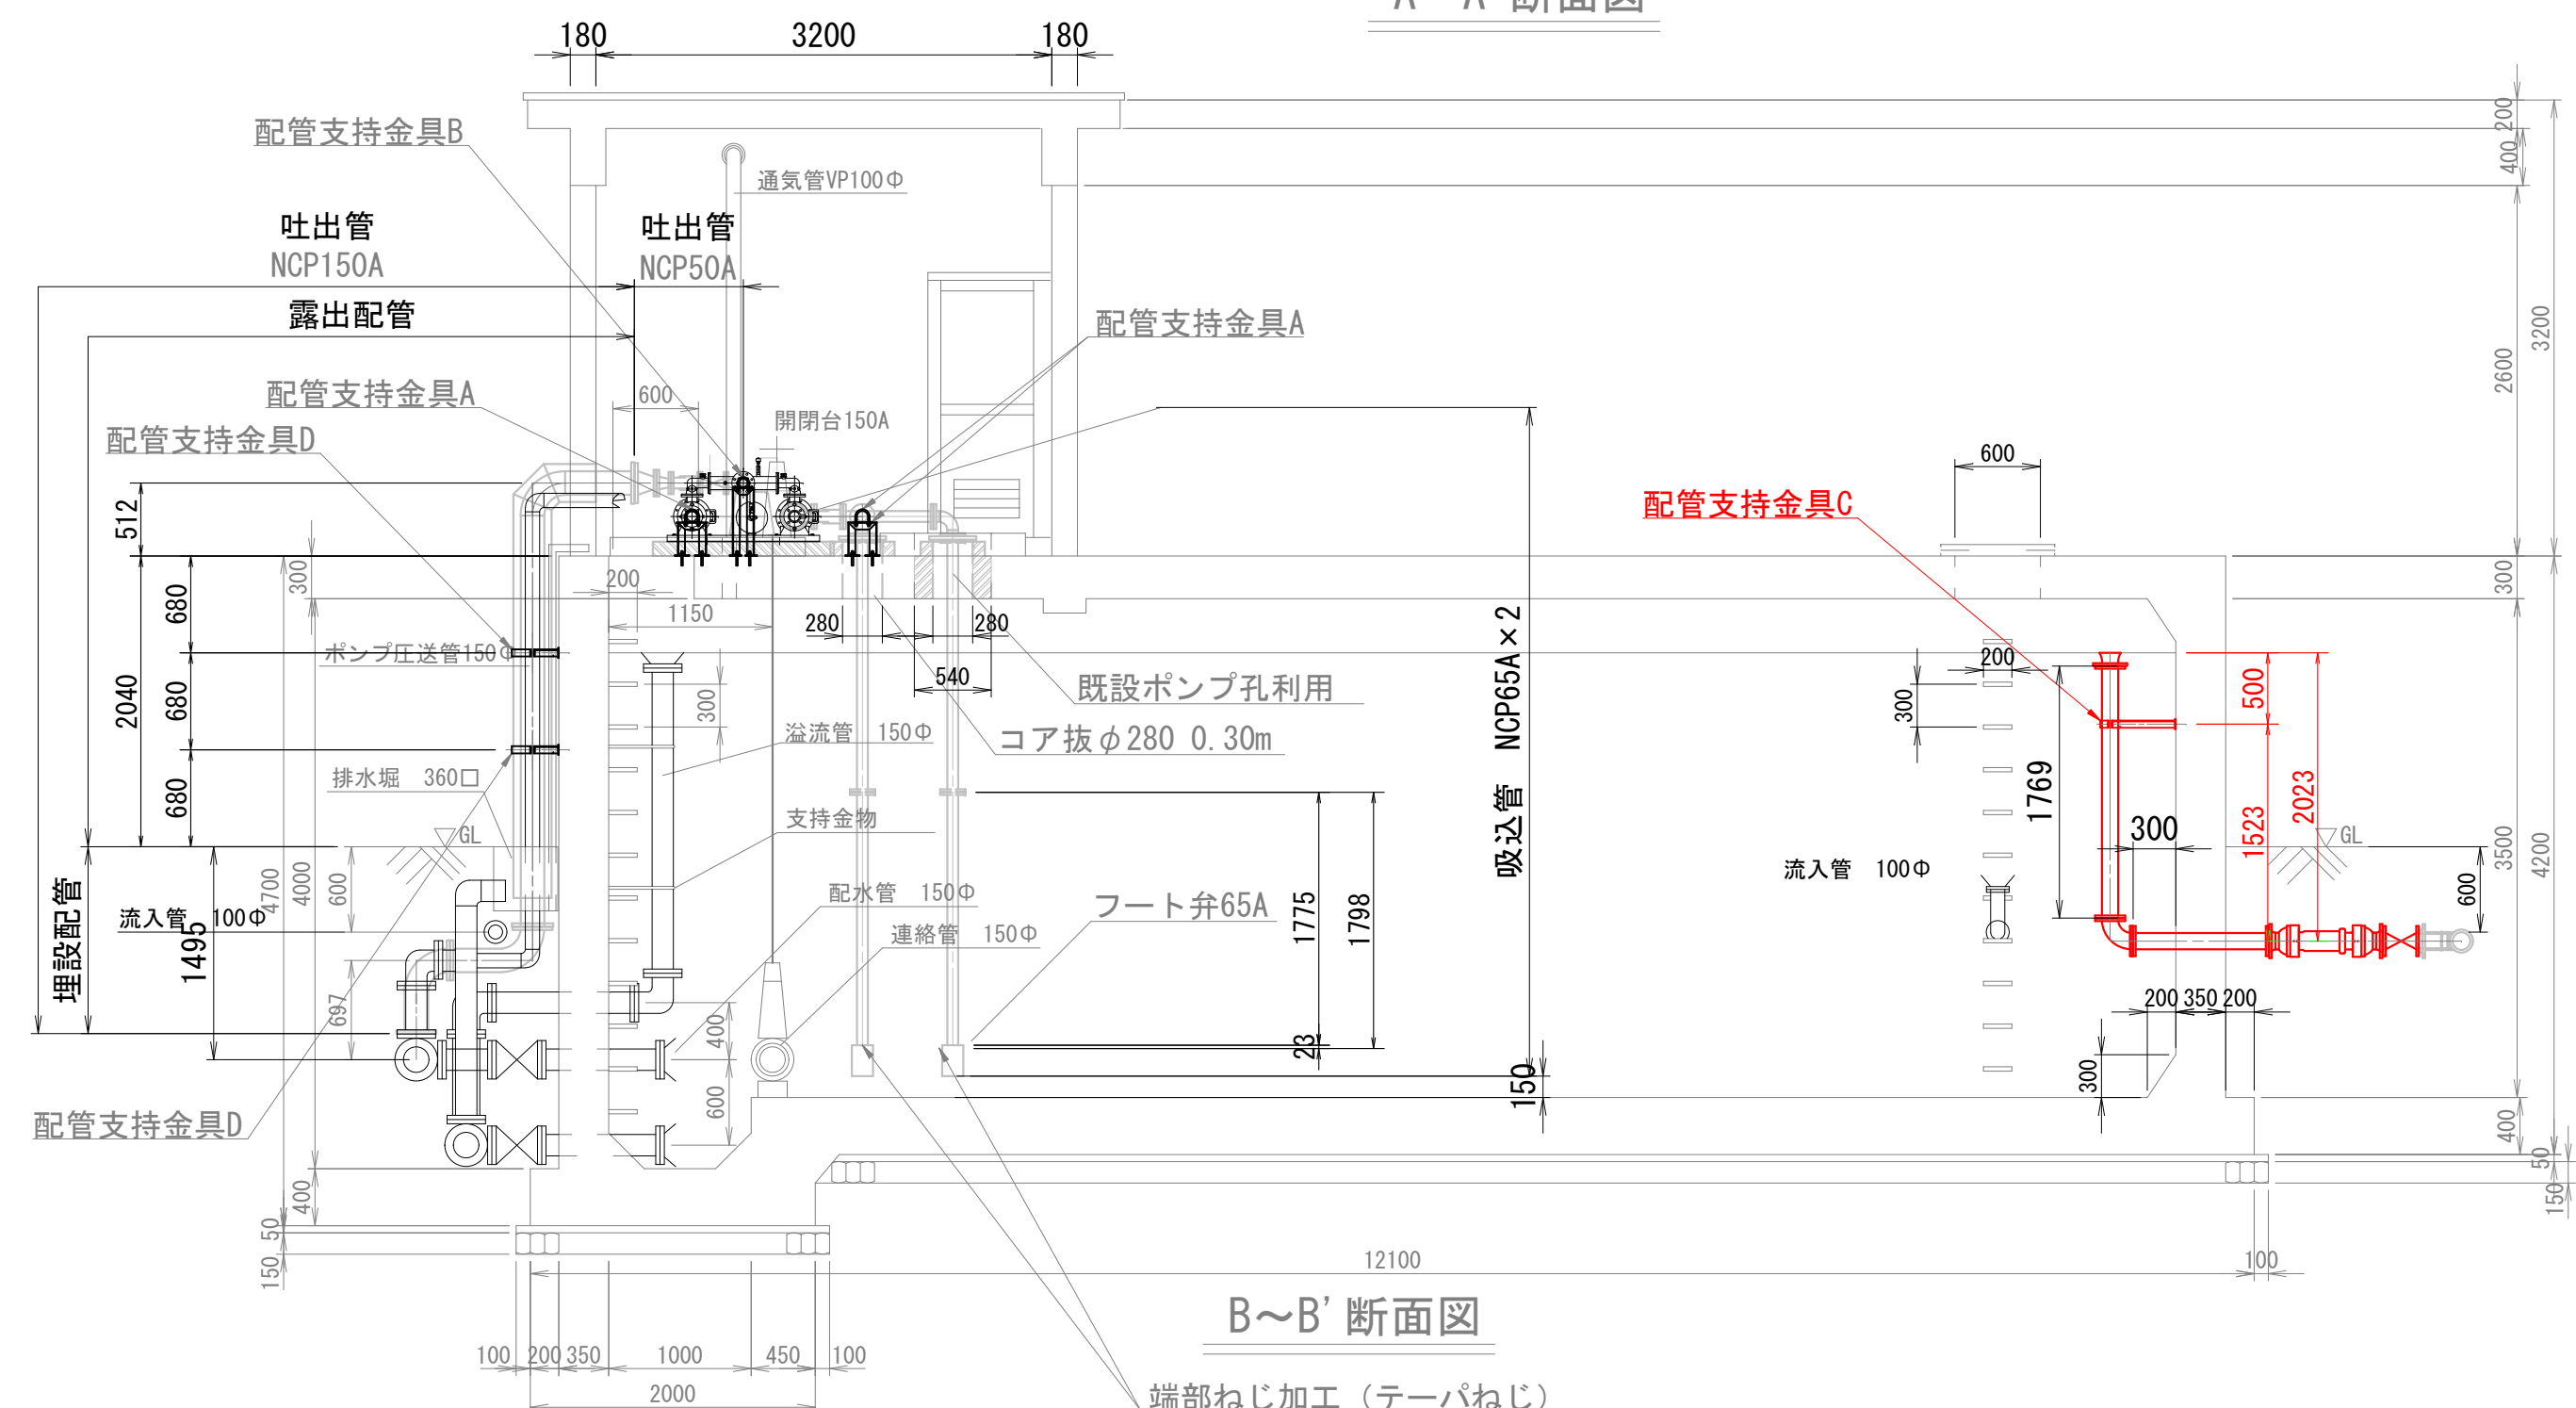 180
3200
180
配管支持金具B
通気管VP100Φ
200
400
吐出管
NCP150A
吐出管
NCP50A
露出配管
配管支持金具A
3200
2600
配管支持金具A
600
開閉台150A
配管支持金具D
600
配管支持金具C
512
300
200
1150
280
280
300
680
ポンプ圧送管150Φ
540
既設ポンプ孔利用
吸込管 NCP65A×2
200
300
500
2040
680
300
溢流管 150Φ
コア抜φ280 0.30m
1769
2023
680
排水堀 360口
支持金物
300
1523
GL
GL
流入管 100Φ
3500
4200
600
4700
4000
600
埋設配管
流入管 100Φ
1495
配水管 150Φ
フート弁65A
1775
1798
連絡管 150Φ
697
400
23
200
350
200
600
150
300
配管支持金具D
400
400
50
150
50
150
12100
100
B～B'断面図
100
200
350
1000
450
100
2000
端部ねじ加工（テーパねじ）